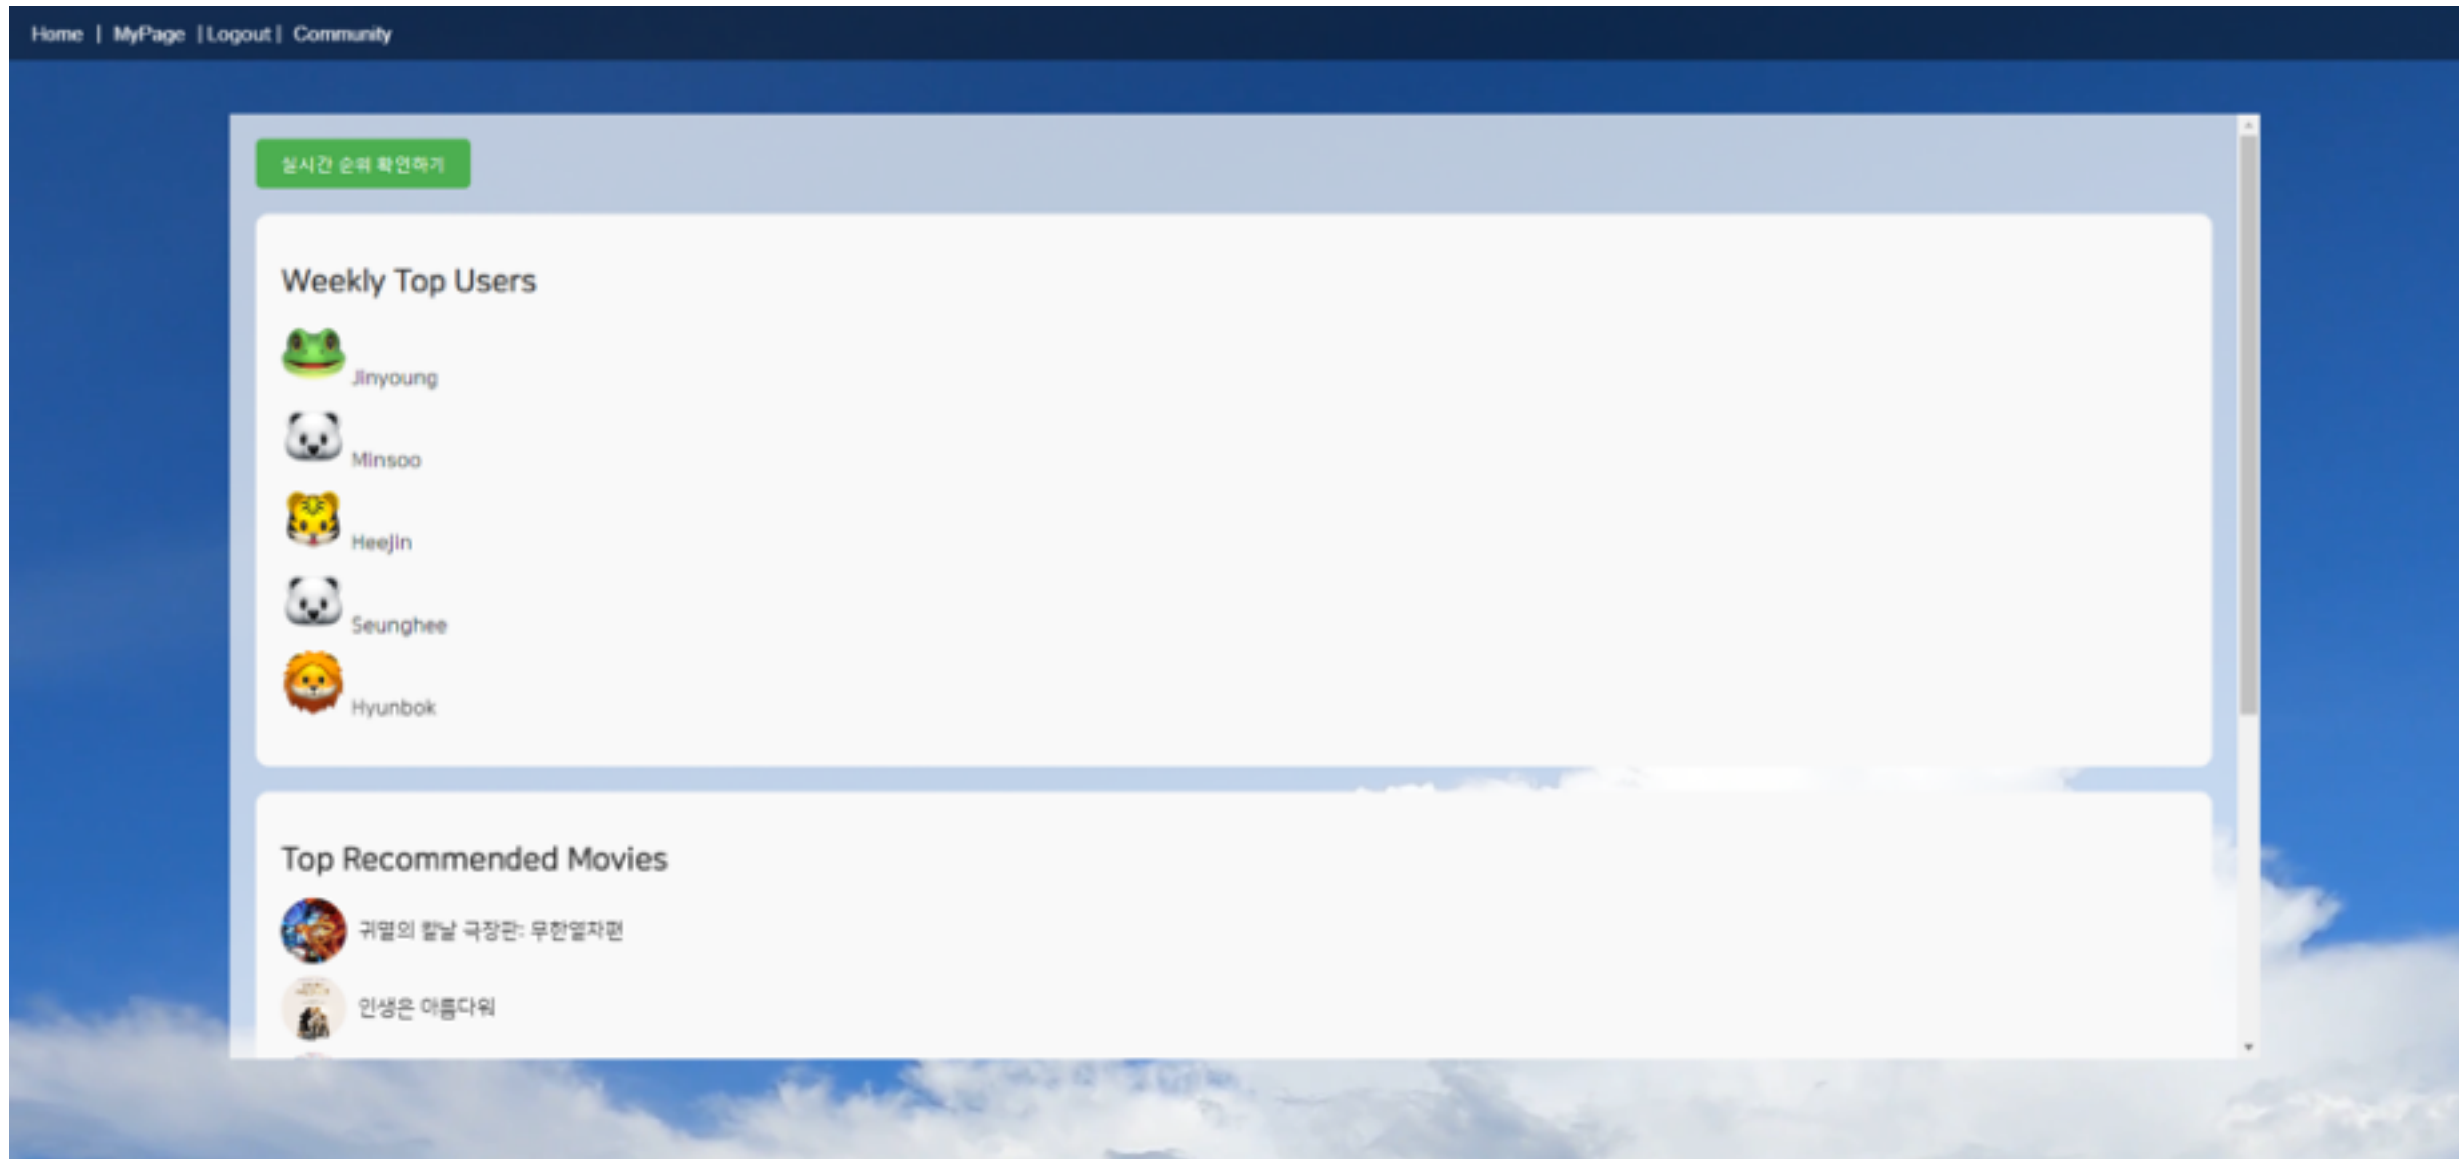 Home | MyPage | Logout | Community
실시간 순위 확인하기
Weekly Top Users
Jinyoung
Minsoo
Heejin
Seunghee
Hyunbok
Top Recommended Movies
귀멸의 칼날 극장판: 무한열차편
인생은 아름다워